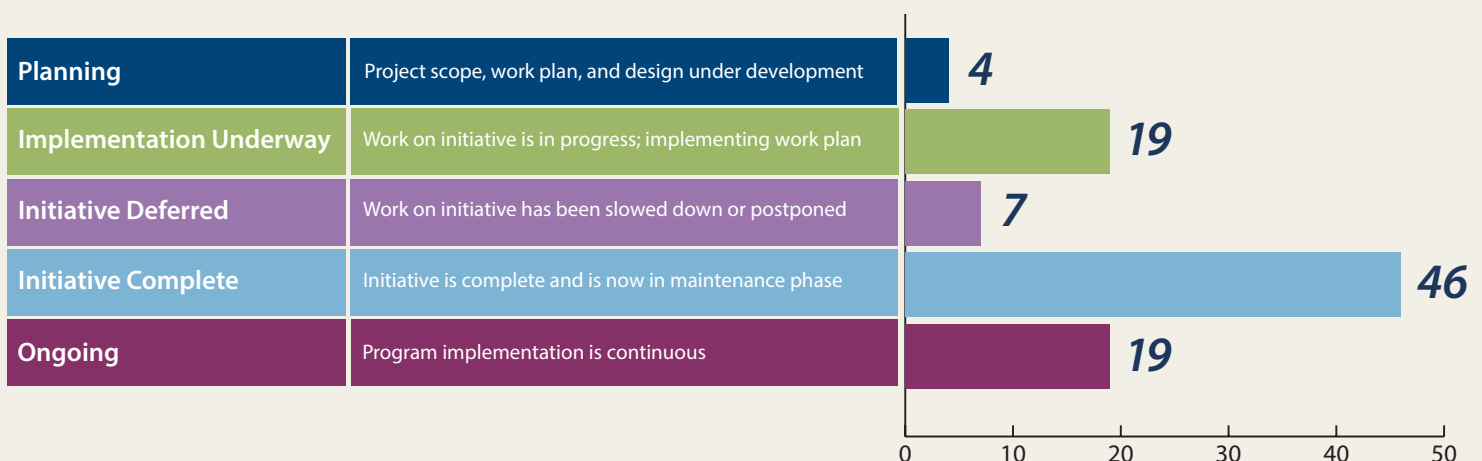 Planning
Project scope, work plan, and design under development
4
Implementation Underway
Work on initiative is in progress; implementing work plan
19
Initiative Deferred
Work on initiative has been slowed down or postponed
7
Initiative Complete
Initiative is complete and is now in maintenance phase
46
Ongoing
Program implementation is continuous
19
0 10 20 30 40 50